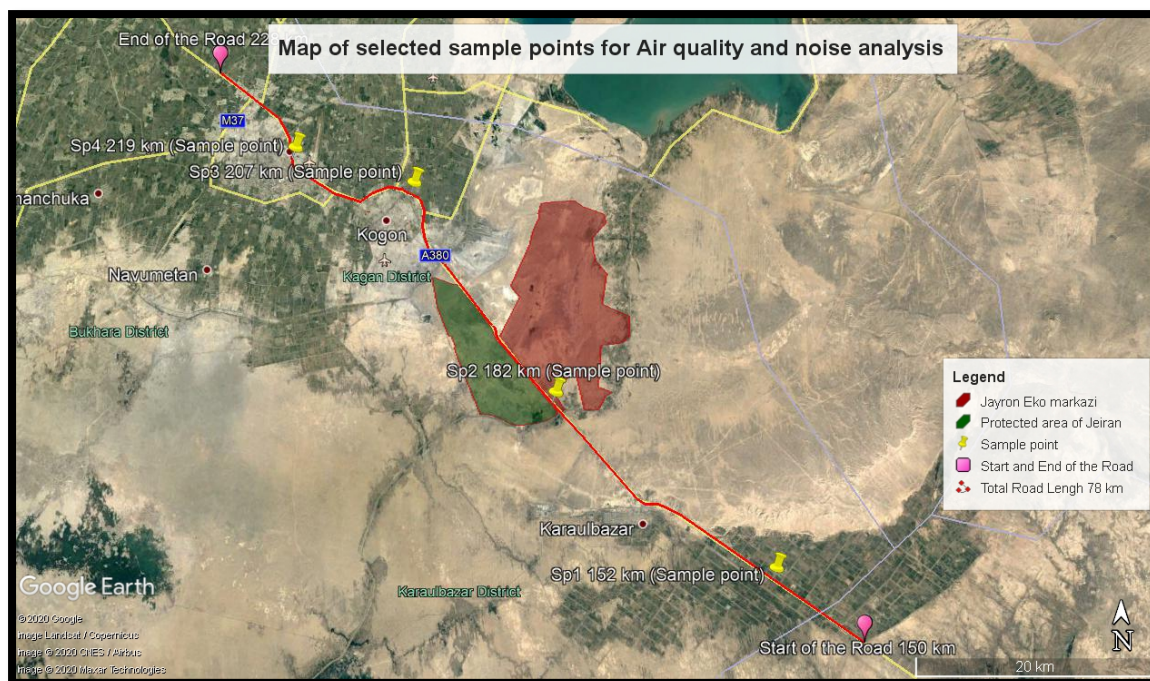 Map of selected sample points for Air quality and noise analysis
End of the Road 228 km
M37
Sp4 219 km (Sample point)
Sp3 207 km (Sample point)
manchuka
Kogon
A380
Navumetan
Kagan District
Bukhara District
Sp2 182 km (Sample point)
Legend
Jayron Eko markazi
Protected area of Jeiran
Sample point
Start and End of the Road
Total Road Lengh 78 km
Karaulbazar
Sp1 152 km (Sample point)
Google Earth
Karaulbazar District
© 2020 Google
Image Landsat / Copernicus
Image © 2020 CNES / Airbus
Image © 2020 Maxar Technologies
Start of the Road 150 km
N
20 km